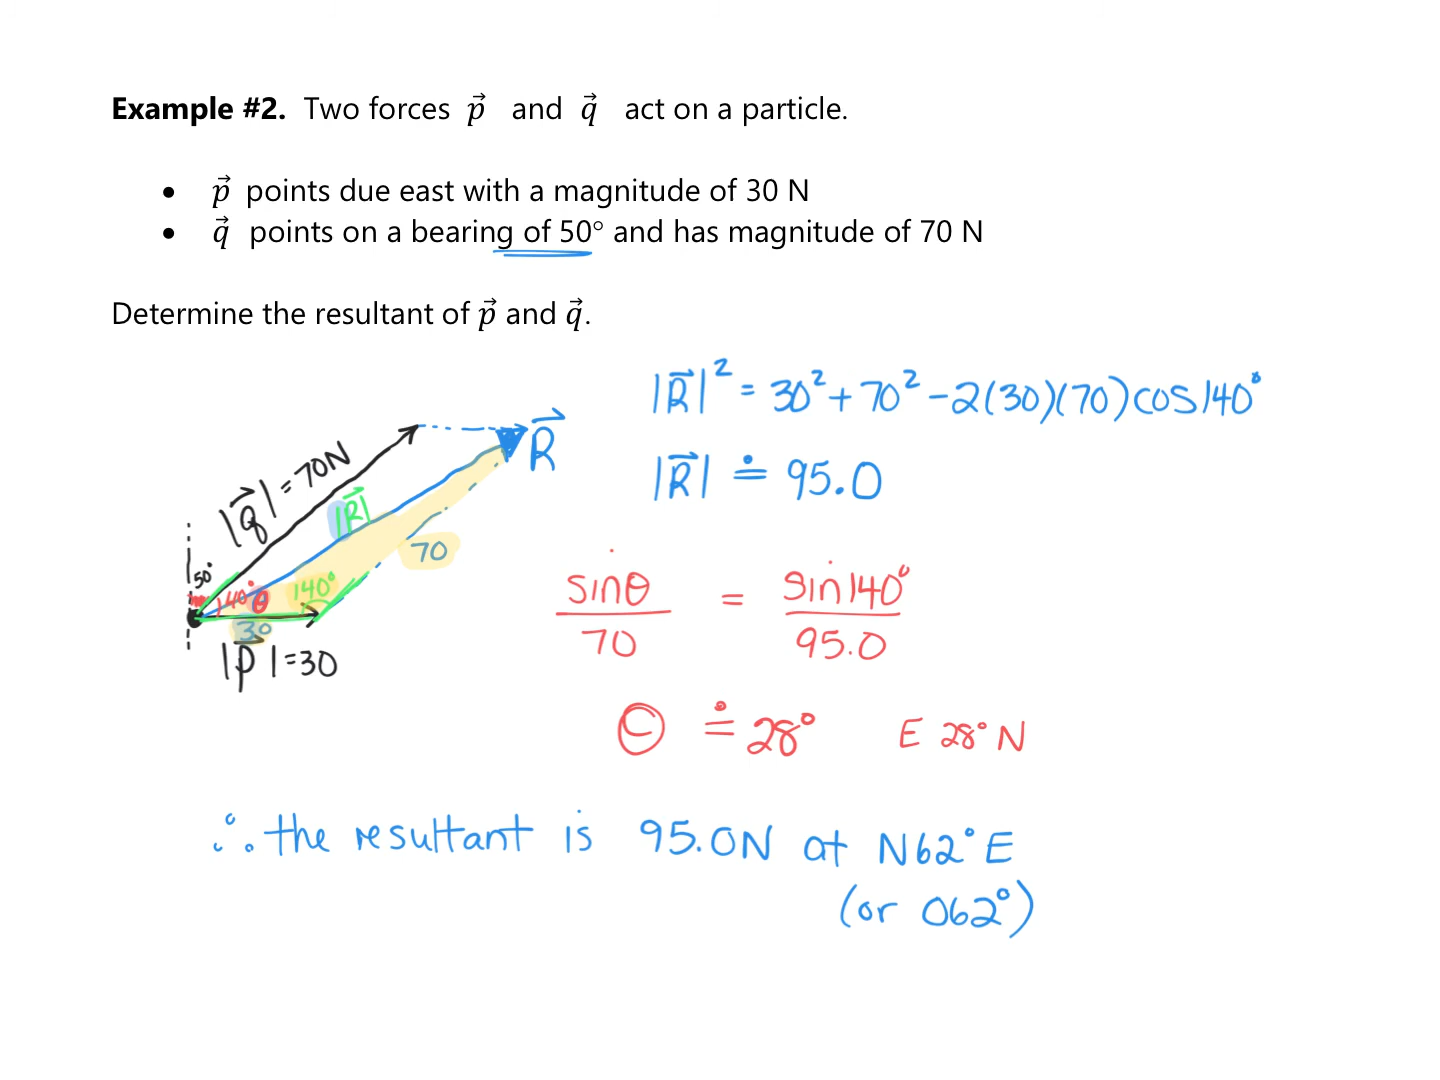 Example #2. Two forces p⃗ and q⃗ act on a particle.
• p⃗ points due east with a magnitude of 30 N
• q⃗ points on a bearing of 50° and has magnitude of 70 N
Determine the resultant of p⃗ and q⃗.
|R⃗|² = 30² + 70² - 2(30)(70)cos140°
|R⃗| ≐ 95.0
R⃗
|q⃗| = 70N
|R⃗|
70
50°
140°
θ
140°
30
|p⃗| = 30
sinθ/70 = sin140°/95.0
θ ≐ 28° E 28° N
∴ the resultant is 95.0N at N62°E
(or 062°)